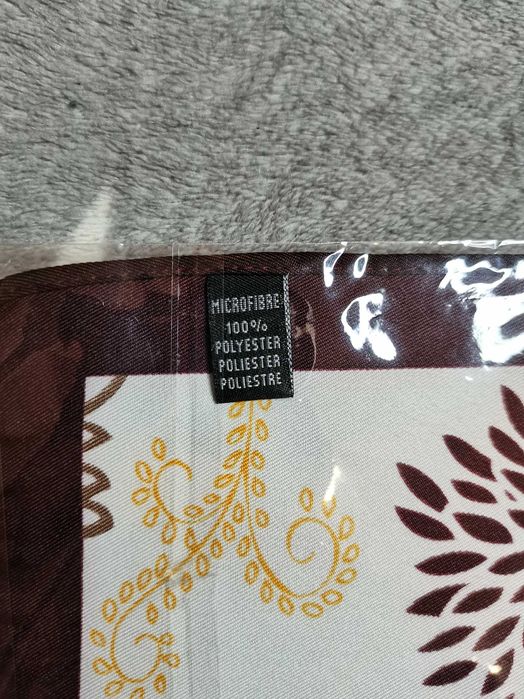 MICROFIBRE
100%
POLYESTER
POLIESTER
POLIESTRE